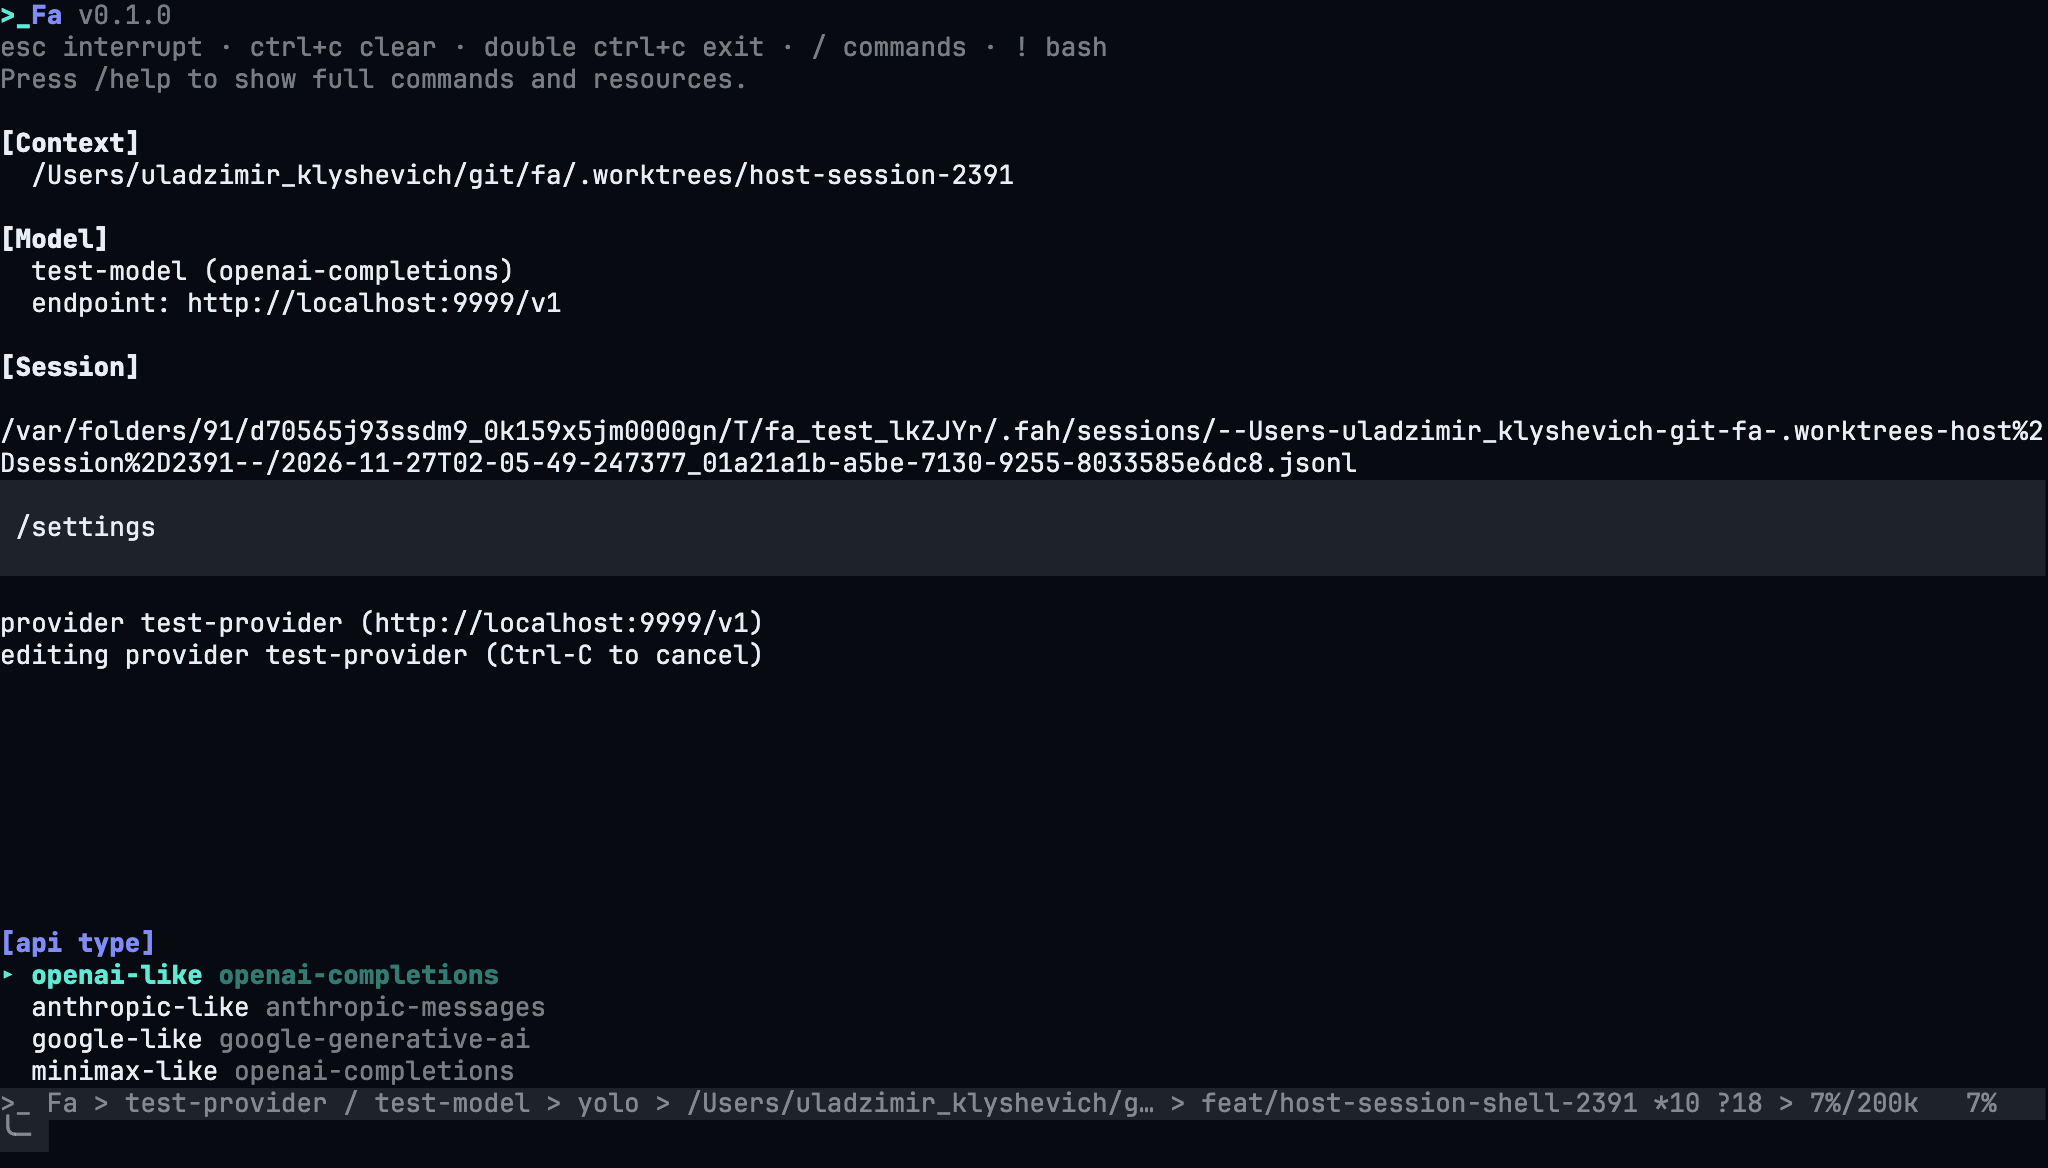 >_Fa v0.1.0
esc interrupt · ctrl+c clear · double ctrl+c exit · / commands · ! bash
Press /help to show full commands and resources.
[Context]
/Users/uladzimir_klyshevich/git/fa/.worktrees/host-session-2391
[Model]
test-model (openai-completions)
endpoint: http://localhost:9999/v1
[Session]
/var/folders/91/d70565j93ssdm9_0k159x5jm0000gn/T/fa_test_lkZJYr/.fah/sessions/--Users-uladzimir_klyshevich-git-fa-.worktrees-host%2
Dsession%2D2391--/2026-11-27T02-05-49-247377_01a21a1b-a5be-7130-9255-8033585e6dc8.jsonl
/settings
provider test-provider (http://localhost:9999/v1)
editing provider test-provider (Ctrl-C to cancel)
[api type]
▸ openai-like openai-completions
anthropic-like anthropic-messages
google-like google-generative-ai
minimax-like openai-completions
>_ Fa > test-provider / test-model > yolo > /Users/uladzimir_klyshevich/g… > feat/host-session-shell-2391 *10 ?18 > 7%/200k 7%